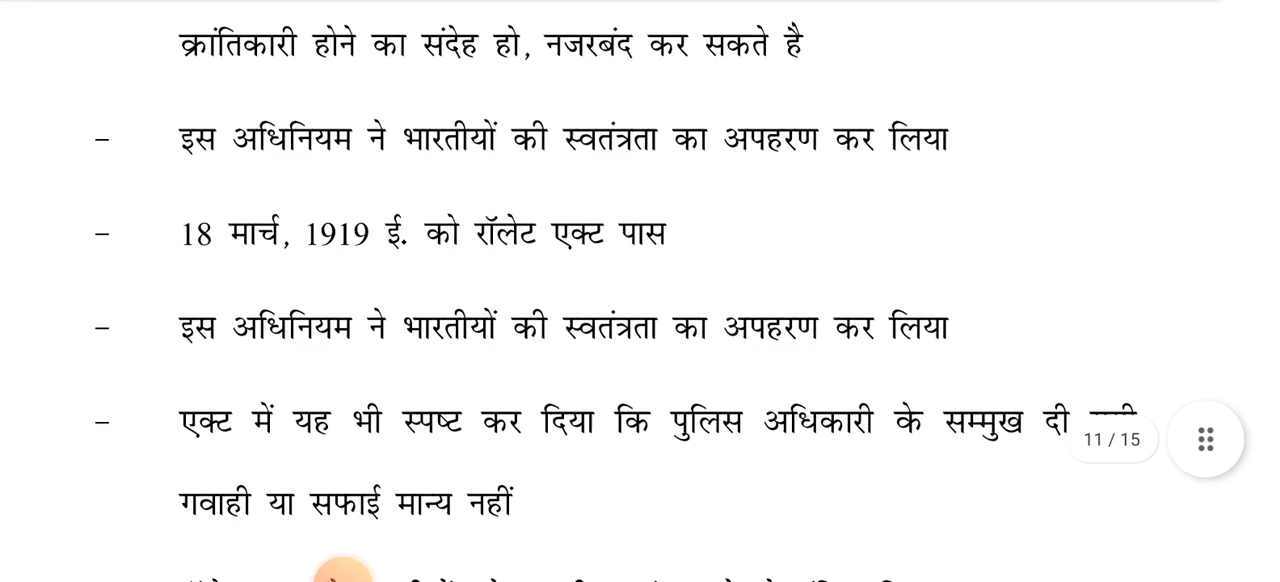 क्रांतिकारी होने का संदेह हो, नजरबंद कर सकते है
– इस अधिनियम ने भारतीयों की स्वतंत्रता का अपहरण कर लिया
– 18 मार्च, 1919 ई. को रॉलेट एक्ट पास
– इस अधिनियम ने भारतीयों की स्वतंत्रता का अपहरण कर लिया
– एक्ट में यह भी स्पष्ट कर दिया कि पुलिस अधिकारी के सम्मुख दी
11 / 15
गवाही या सफाई मान्य नहीं